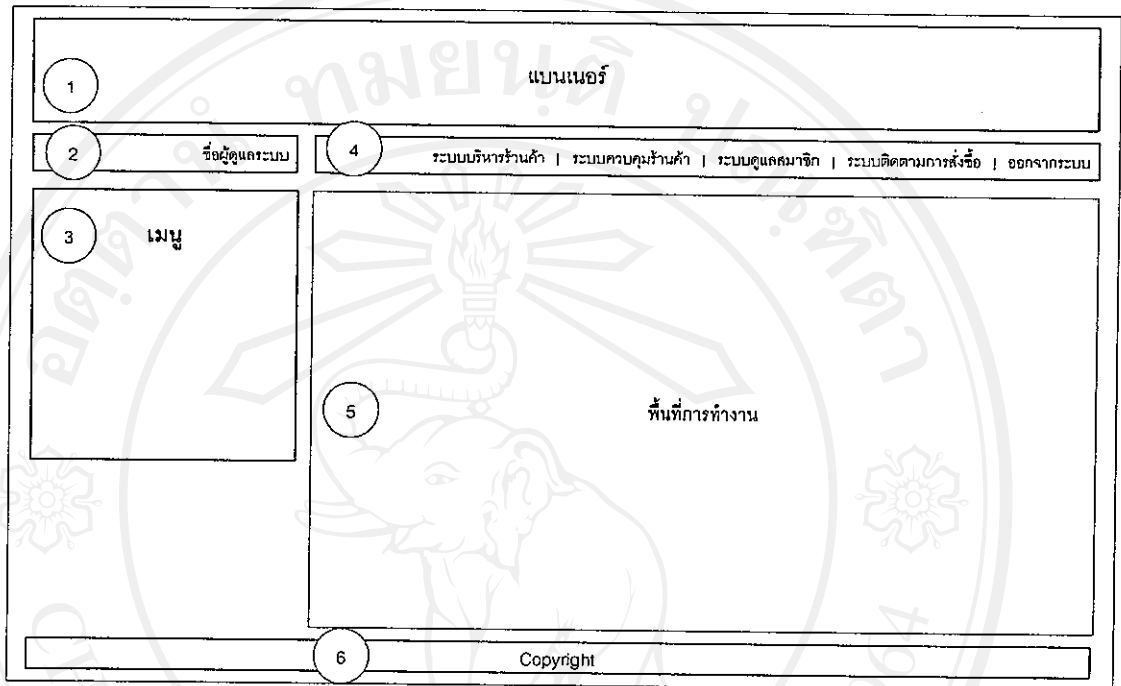 1
แบนเนอร์
2
ชื่อผู้ดูแลระบบ
4
ระบบบริหารร้านค้า | ระบบควบคุมร้านค้า | ระบบดูแลสมาชิก | ระบบติดตามการสั่งซื้อ | ออกจากระบบ
3
เมนู
5
พื้นที่การทำงาน
6
Copyright